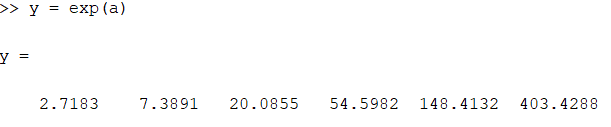 >> y = exp(a)
y =
2.7183 7.3891 20.0855 54.5982 148.4132 403.4288